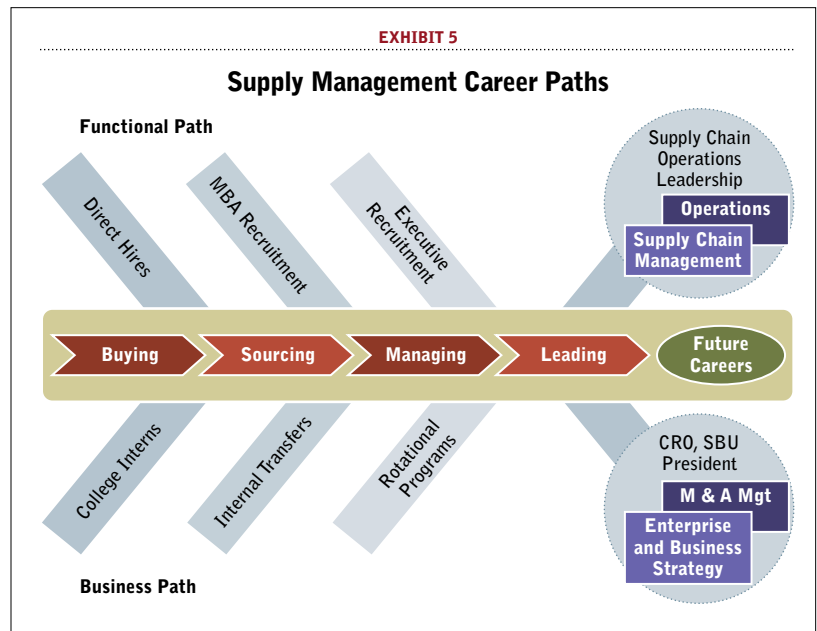 EXHIBIT 5
Supply Management Career Paths
Functional Path
Direct Hires
MBA Recruitment
Executive
Recruitment
Supply Chain
Operations
Leadership
Operations
Supply Chain
Management
Buying
Sourcing
Managing
Leading
Future
Careers
College Interns
Internal Transfers
Rotational
Programs
CRO, SBU
President
M & A Mgt
Enterprise
and Business
Strategy
Business Path